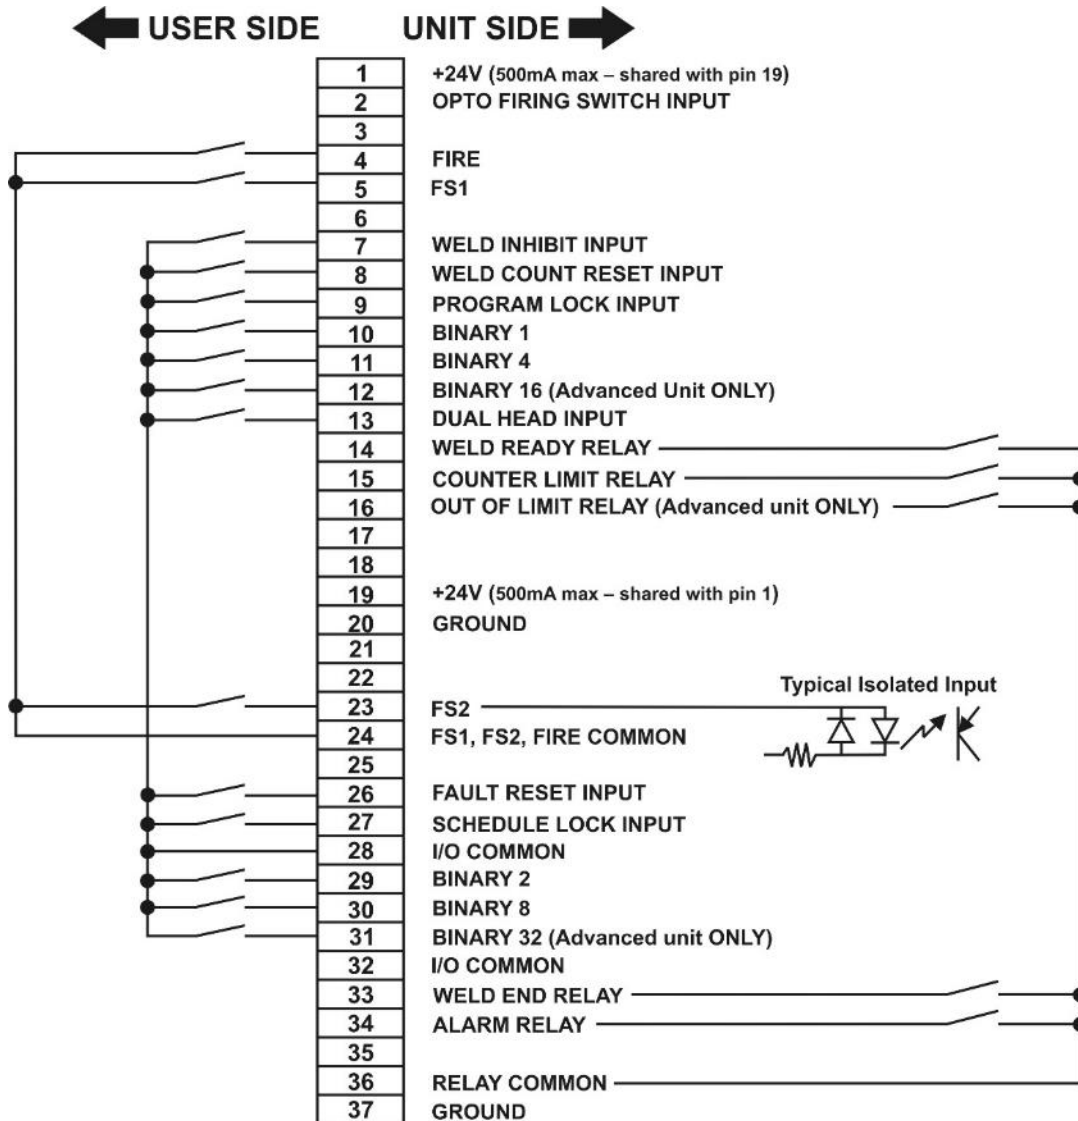 USER SIDE UNIT SIDE
1 +24V (500mA max – shared with pin 19)
2 OPTO FIRING SWITCH INPUT
3
4 FIRE
5 FS1
6
7 WELD INHIBIT INPUT
8 WELD COUNT RESET INPUT
9 PROGRAM LOCK INPUT
10 BINARY 1
11 BINARY 4
12 BINARY 16 (Advanced Unit ONLY)
13 DUAL HEAD INPUT
14 WELD READY RELAY
15 COUNTER LIMIT RELAY
16 OUT OF LIMIT RELAY (Advanced unit ONLY)
17
18
19 +24V (500mA max – shared with pin 1)
20 GROUND
21
22
Typical Isolated Input
23 FS2
24 FS1, FS2, FIRE COMMON
25
26 FAULT RESET INPUT
27 SCHEDULE LOCK INPUT
28 I/O COMMON
29 BINARY 2
30 BINARY 8
31 BINARY 32 (Advanced unit ONLY)
32 I/O COMMON
33 WELD END RELAY
34 ALARM RELAY
35
36 RELAY COMMON
37 GROUND